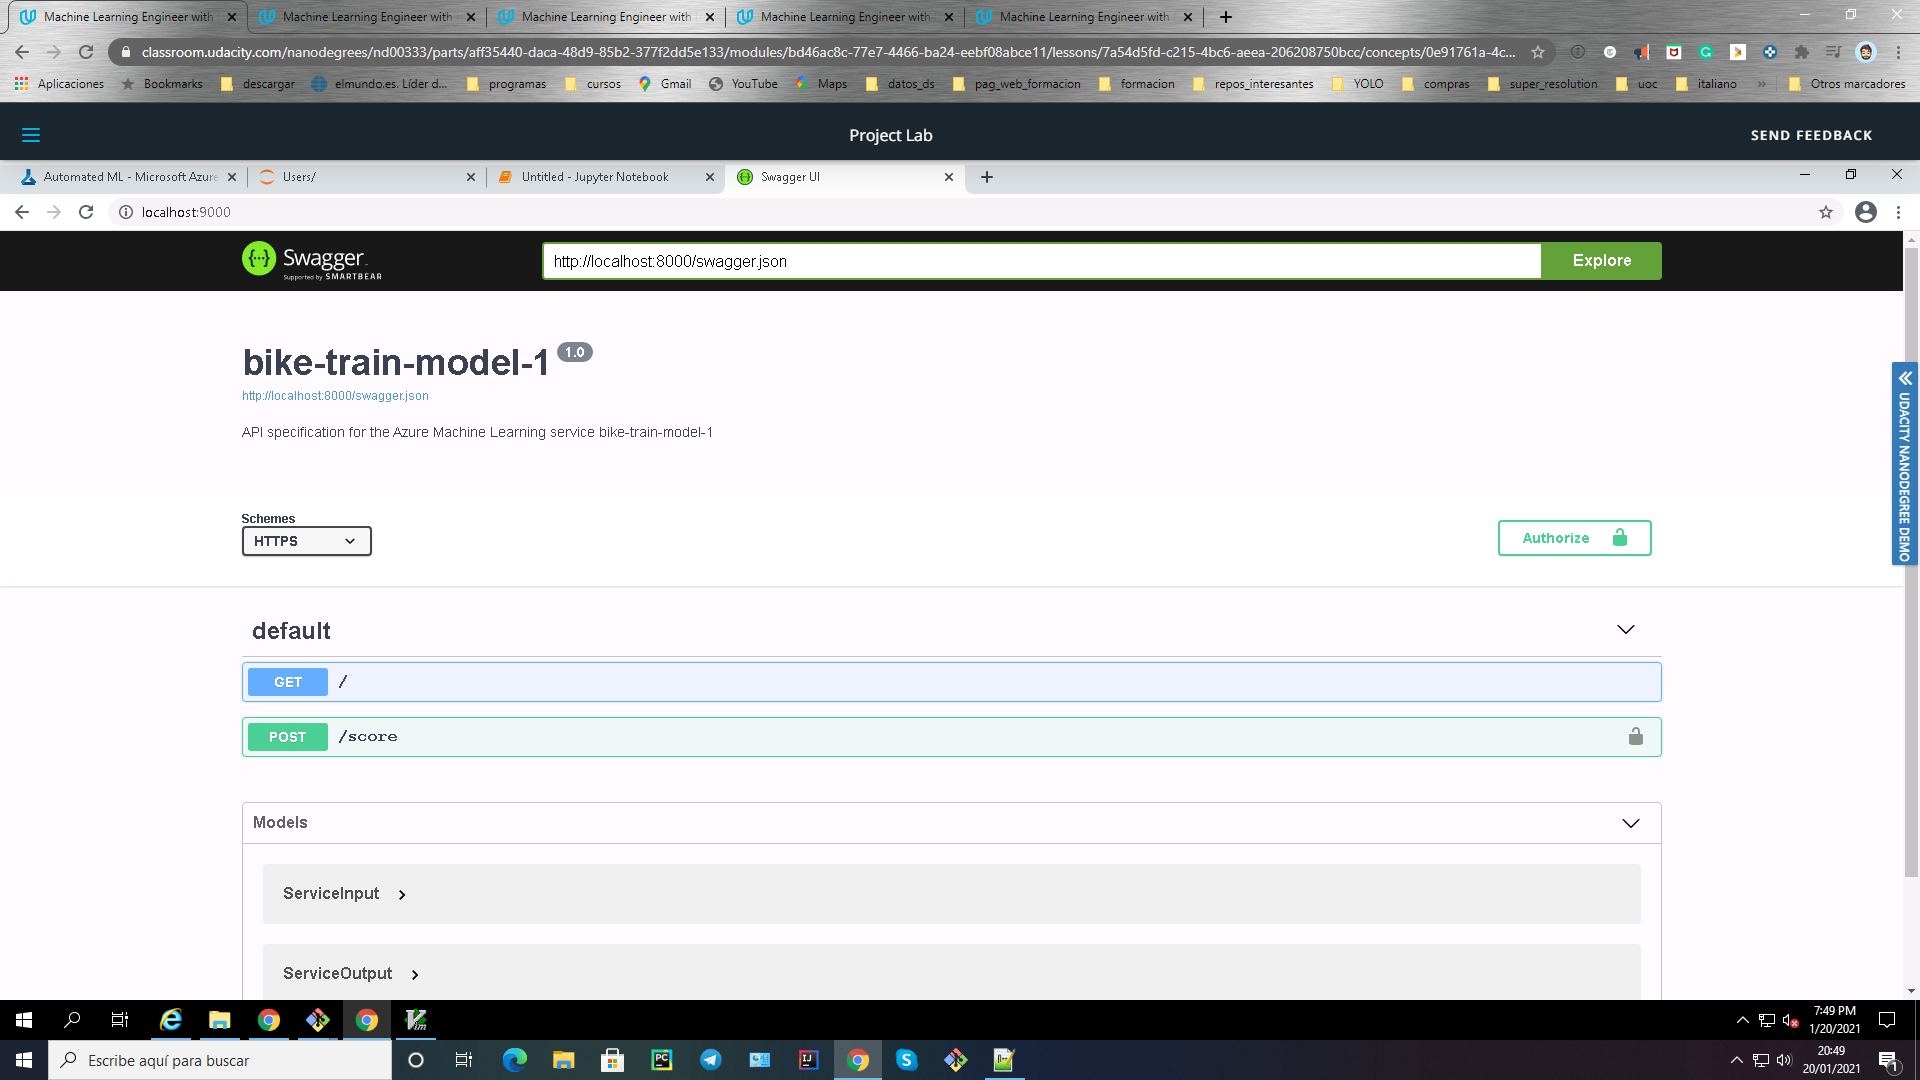 Machine Learning Engineer with
Machine Learning Engineer with
Machine Learning Engineer with
Machine Learning Engineer with
Machine Learning Engineer with
classroom.udacity.com/nanodegrees/nd00333/parts/aff35440-daca-48d9-85b2-377f2dd5e133/modules/bd46ac8c-77e7-4466-ba24-eebf08abce11/lessons/7a54d5fd-c215-4bc6-aeea-206208750bcc/concepts/0e91761a-4c...
Aplicaciones
Bookmarks
descargar
elmundo.es. Líder d...
programas
cursos
Gmail
YouTube
Maps
datos_ds
pag_web_formacion
formacion
repos_interesantes
YOLO
compras
super_resolution
uoc
italiano
»
Otros marcadores
Project Lab
SEND FEEDBACK
Automated ML - Microsoft Azure
Users/
Untitled - Jupyter Notebook
Swagger UI
localhost:9000
Swagger
Supported by SMARTBEAR
http://localhost:8000/swagger.json
Explore
bike-train-model-1 1.0
http://localhost:8000/swagger.json
API specification for the Azure Machine Learning service bike-train-model-1
UDACITY NANODEGREE DEMO
Schemes
HTTPS
Authorize
default
GET /
POST /score
Models
ServiceInput
ServiceOutput
7:49 PM
1/20/2021
Escribe aquí para buscar
20:49
20/01/2021
1